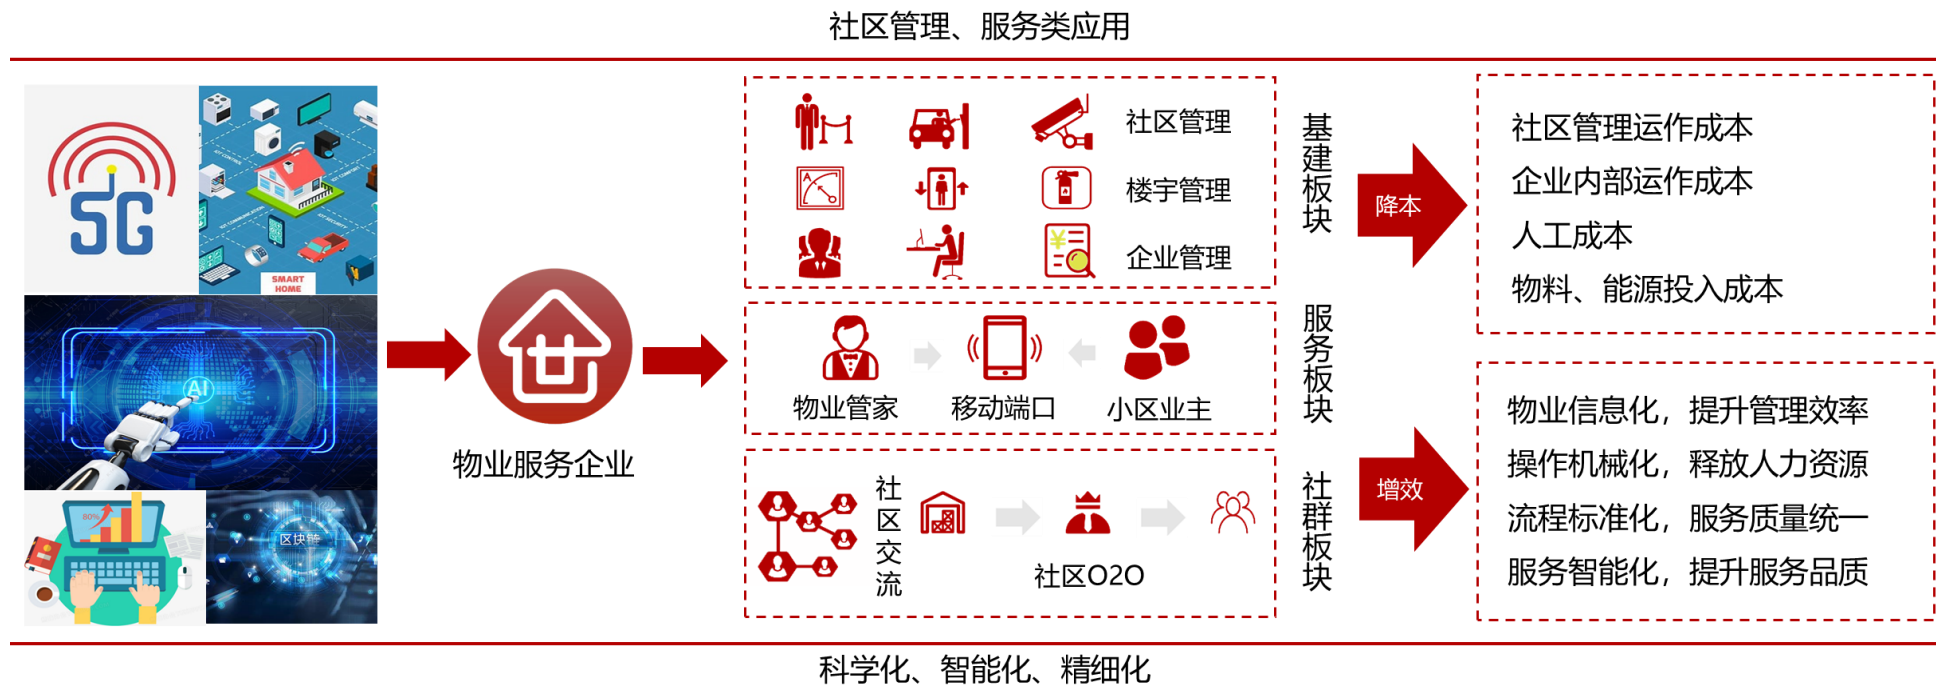 社区管理、服务类应用
5G
SMART
HOME
AI
80%
区块链
物业服务企业
A
社区管理
楼宇管理
¥
企业管理
基建板块
物业管家
移动端口
小区业主
服务板块
社区交流
社区O2O
社群板块
降本
社区管理运作成本
企业内部运作成本
人工成本
物料、能源投入成本
增效
物业信息化，提升管理效率
操作机械化，释放人力资源
流程标准化，服务质量统一
服务智能化，提升服务品质
科学化、智能化、精细化